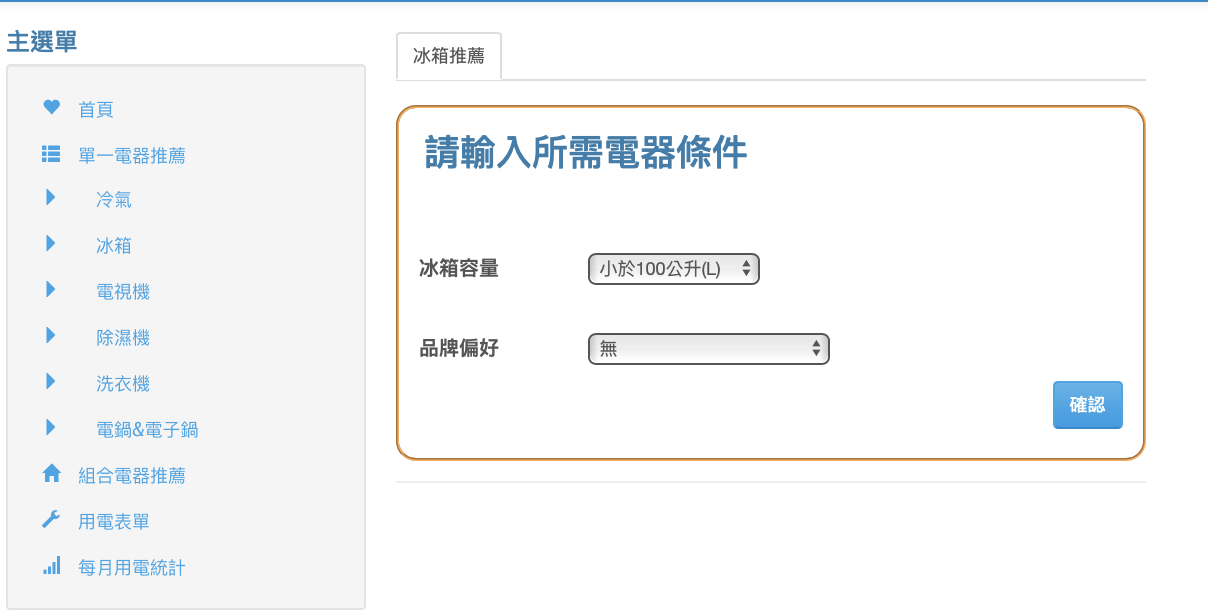 主選單
首頁
單一電器推薦
冷氣
冰箱
電視機
除濕機
洗衣機
電鍋&電子鍋
組合電器推薦
用電表單
每月用電統計
冰箱推薦
請輸入所需電器條件
冰箱容量 小於100公升(L)
品牌偏好 無
確認